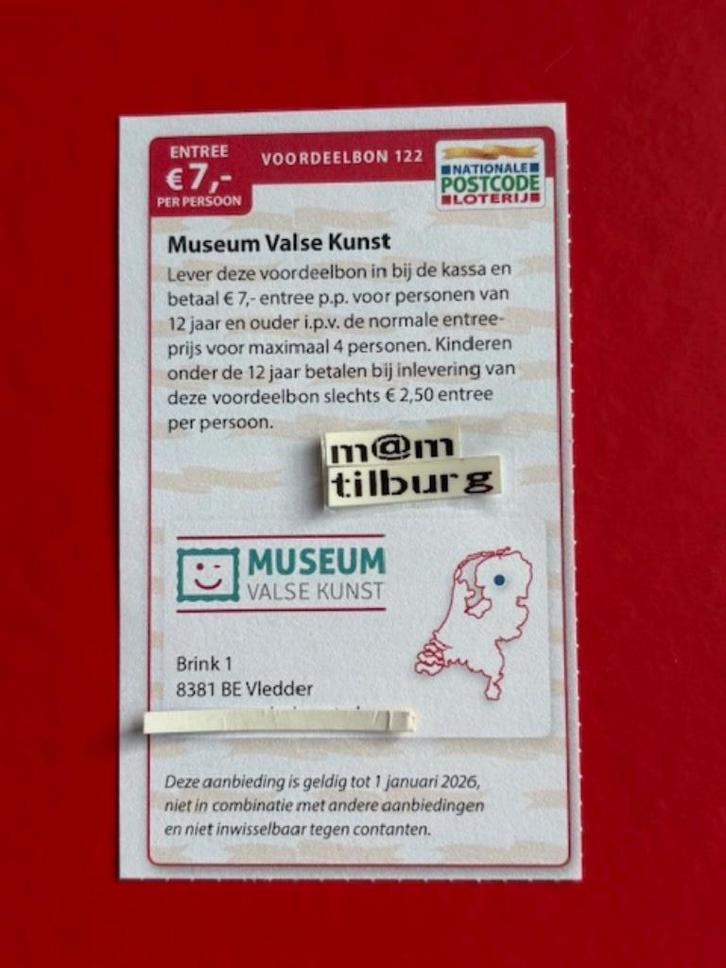 ENTREE
€ 7,-
PER PERSOON
VOORDEELBON 122
NATIONALE
POSTCODE
LOTERIJ
Museum Valse Kunst
Lever deze voordeelbon in bij de kassa en
betaal € 7,- entree p.p. voor personen van
12 jaar en ouder i.p.v. de normale entree-
prijs voor maximaal 4 personen. Kinderen
onder de 12 jaar betalen bij inlevering van
deze voordeelbon slechts € 2,50 entree
per persoon.
m@m
tilburg
MUSEUM
VALSE KUNST
Brink 1
8381 BE Vledder
Deze aanbieding is geldig tot 1 januari 2026,
niet in combinatie met andere aanbiedingen
en niet inwisselbaar tegen contanten.